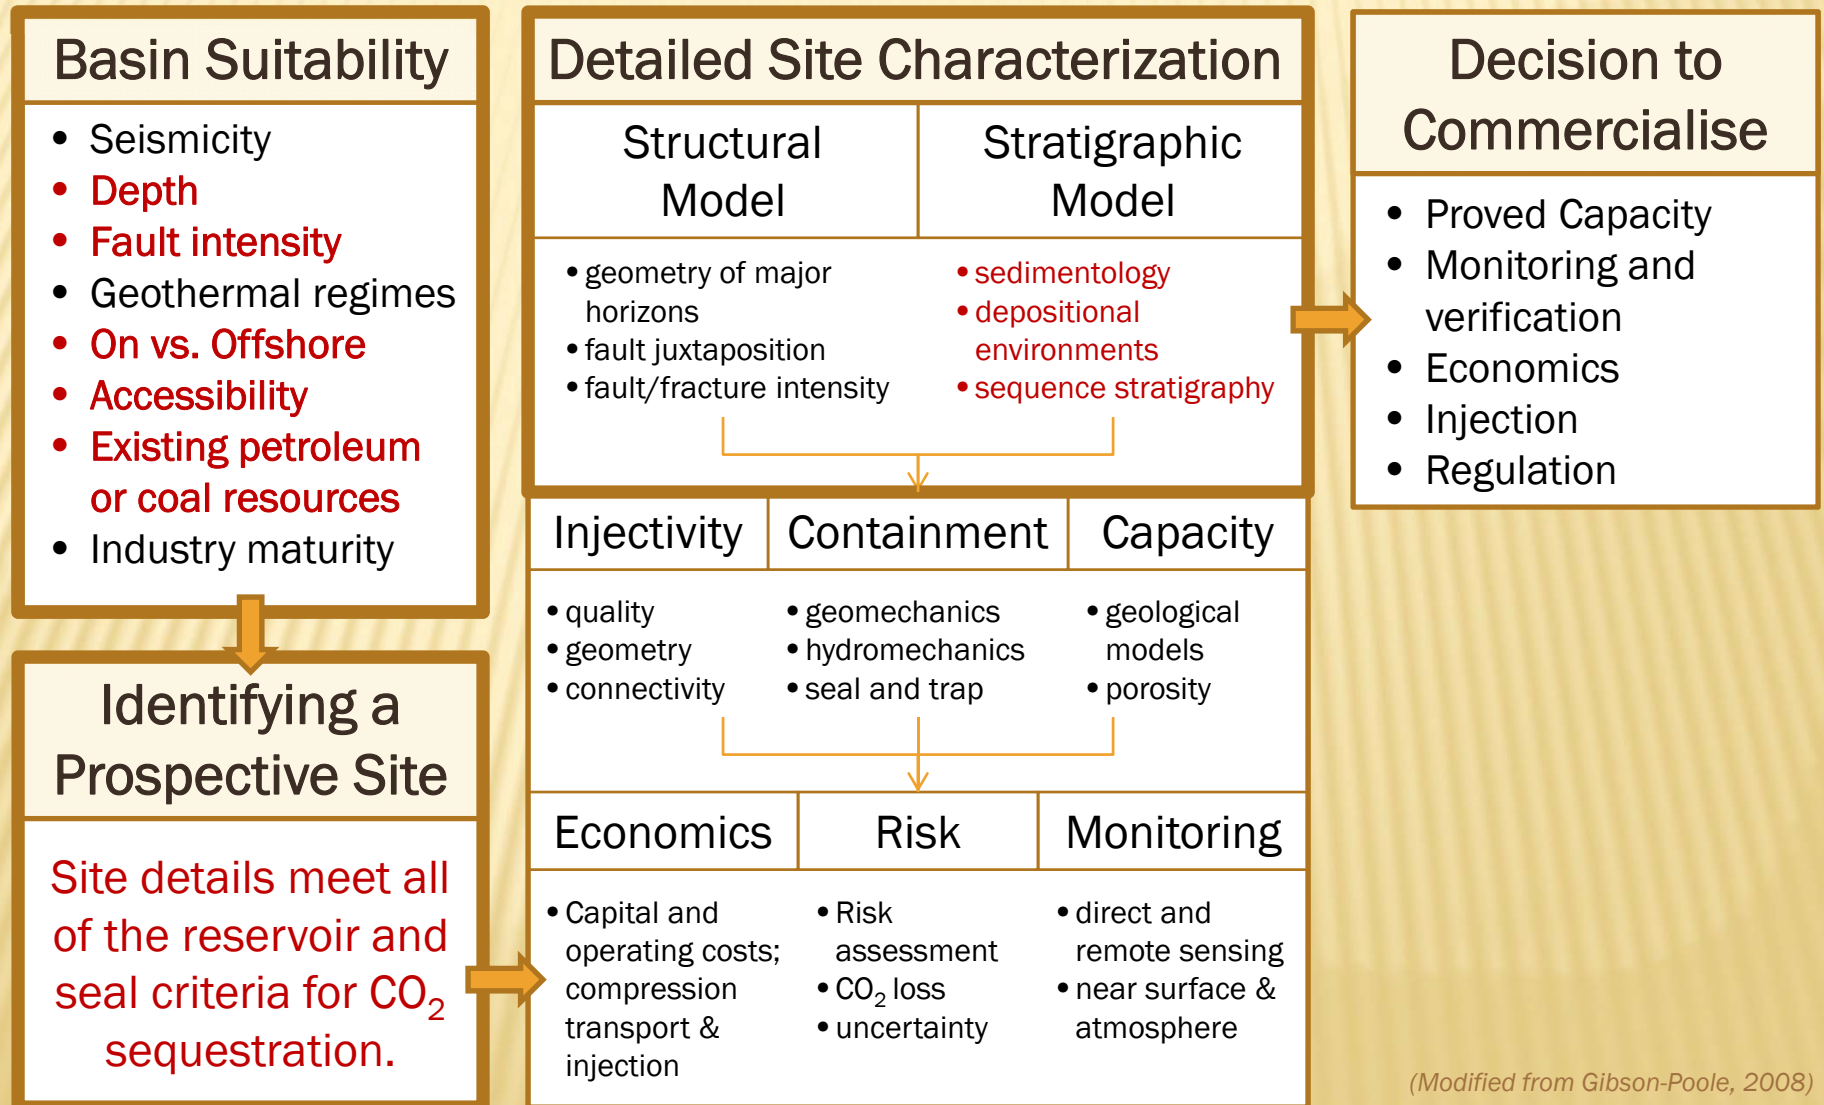 Basin Suitability
• Seismicity
• Depth
• Fault intensity
• Geothermal regimes
• On vs. Offshore
• Accessibility
• Existing petroleum
or coal resources
• Industry maturity
Identifying a
Prospective Site
Site details meet all
of the reservoir and
seal criteria for CO₂
sequestration.
Detailed Site Characterization
Structural
Model
• geometry of major
horizons
• fault juxtaposition
• fault/fracture intensity
Stratigraphic
Model
• sedimentology
• depositional
environments
• sequence stratigraphy
Injectivity
• quality
• geometry
• connectivity
Containment
• geomechanics
• hydromechanics
• seal and trap
Capacity
• geological
models
• porosity
Economics
• Capital and
operating costs;
compression
transport &
injection
Risk
• Risk
assessment
• CO₂ loss
• uncertainty
Monitoring
• direct and
remote sensing
• near surface &
atmosphere
Decision to
Commercialise
• Proved Capacity
• Monitoring and
verification
• Economics
• Injection
• Regulation
(Modified from Gibson-Poole, 2008)